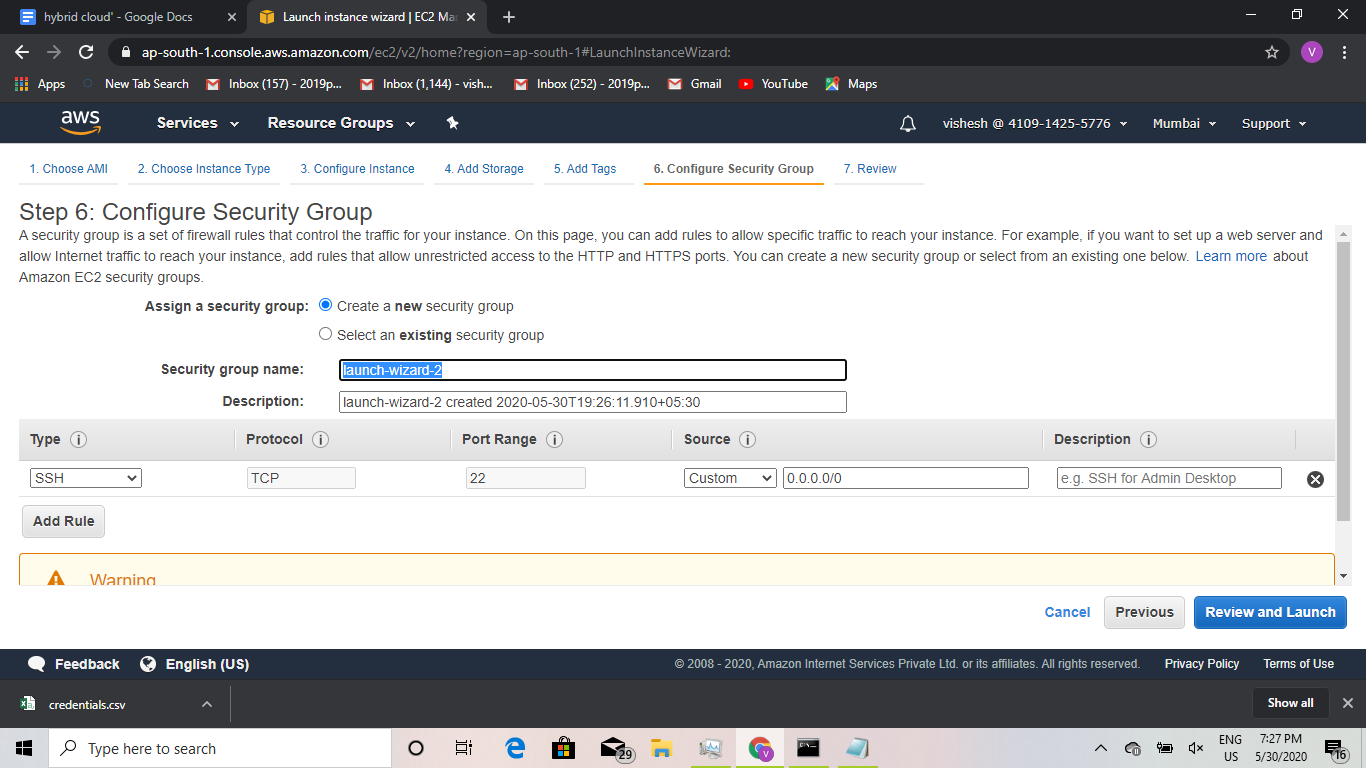 hybrid cloud' - Google Docs
Launch instance wizard | EC2 Mar
ap-south-1.console.aws.amazon.com/ec2/v2/home?region=ap-south-1#LaunchInstanceWizard:
V
Apps New Tab Search Inbox (157) - 2019p... Inbox (1,144) - vish... Inbox (252) - 2019p... Gmail YouTube Maps
aws Services Resource Groups vishesh @ 4109-1425-5776 Mumbai Support
1. Choose AMI 2. Choose Instance Type 3. Configure Instance 4. Add Storage 5. Add Tags 6. Configure Security Group 7. Review
Step 6: Configure Security Group
A security group is a set of firewall rules that control the traffic for your instance. On this page, you can add rules to allow specific traffic to reach your instance. For example, if you want to set up a web server and
allow Internet traffic to reach your instance, add rules that allow unrestricted access to the HTTP and HTTPS ports. You can create a new security group or select from an existing one below. Learn more about
Amazon EC2 security groups.
Assign a security group: Create a new security group
Select an existing security group
Security group name: launch-wizard-2
Description: launch-wizard-2 created 2020-05-30T19:26:11.910+05:30
Type i Protocol i Port Range i Source i Description i
SSH TCP 22 Custom 0.0.0.0/0 e.g. SSH for Admin Desktop
Add Rule
Warning
Cancel Previous Review and Launch
Feedback English (US) © 2008 - 2020, Amazon Internet Services Private Ltd. or its affiliates. All rights reserved. Privacy Policy Terms of Use
credentials.csv Show all
Type here to search 29 V ENG 7:27 PM
US 5/30/2020 16